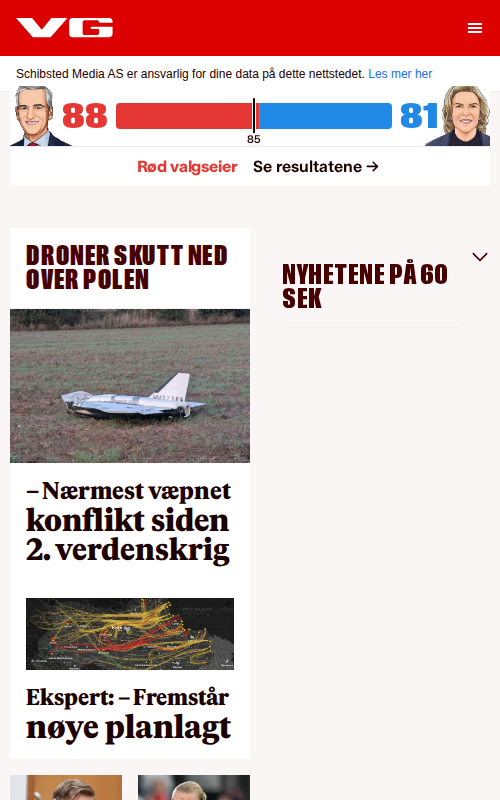 VG
Schibsted Media AS er ansvarlig for dine data på dette nettstedet. Les mer her
88
81
85
Rød valgseier Se resultatene →
DRONER SKUTT NED
OVER POLEN
NYHETENE PÅ 60
SEK
– Nærmest væpnet
konflikt siden
2. verdenskrig
Ekspert: – Fremstår
nøye planlagt